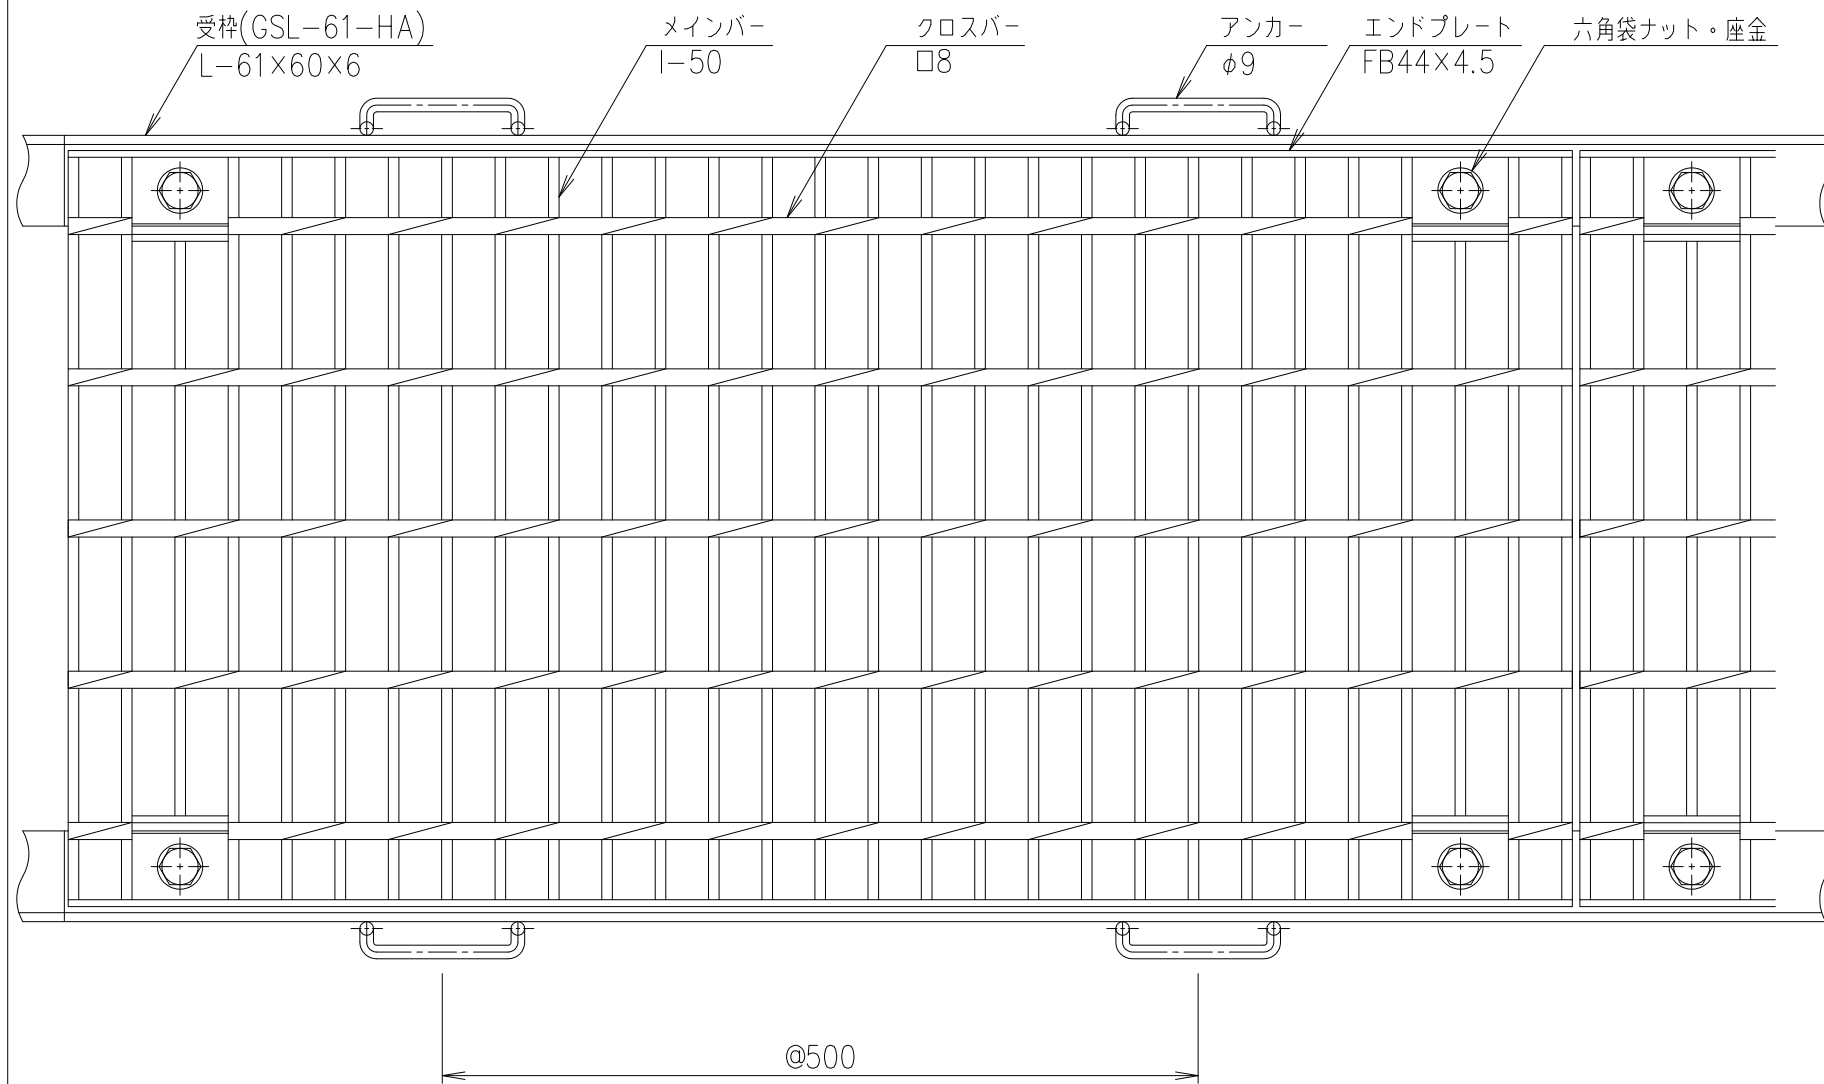 受枠(GSL-61-HA)
L-61×60×6
メインバー
I-50
クロスバー
□8
アンカー
φ9
エンドプレート
FB44×4.5
六角袋ナット・座金
@500